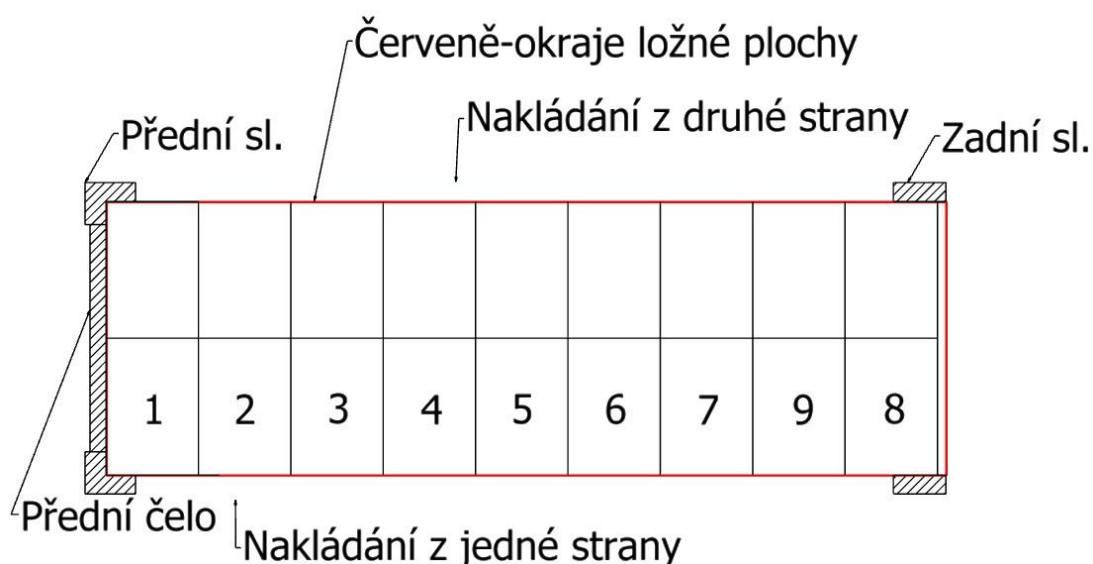 Červeně-okraje ložné plochy
Nakládání z druhé strany
Přední sl.
Zadní sl.
1 2 3 4 5 6 7 9 8
Přední čelo
Nakládání z jedné strany